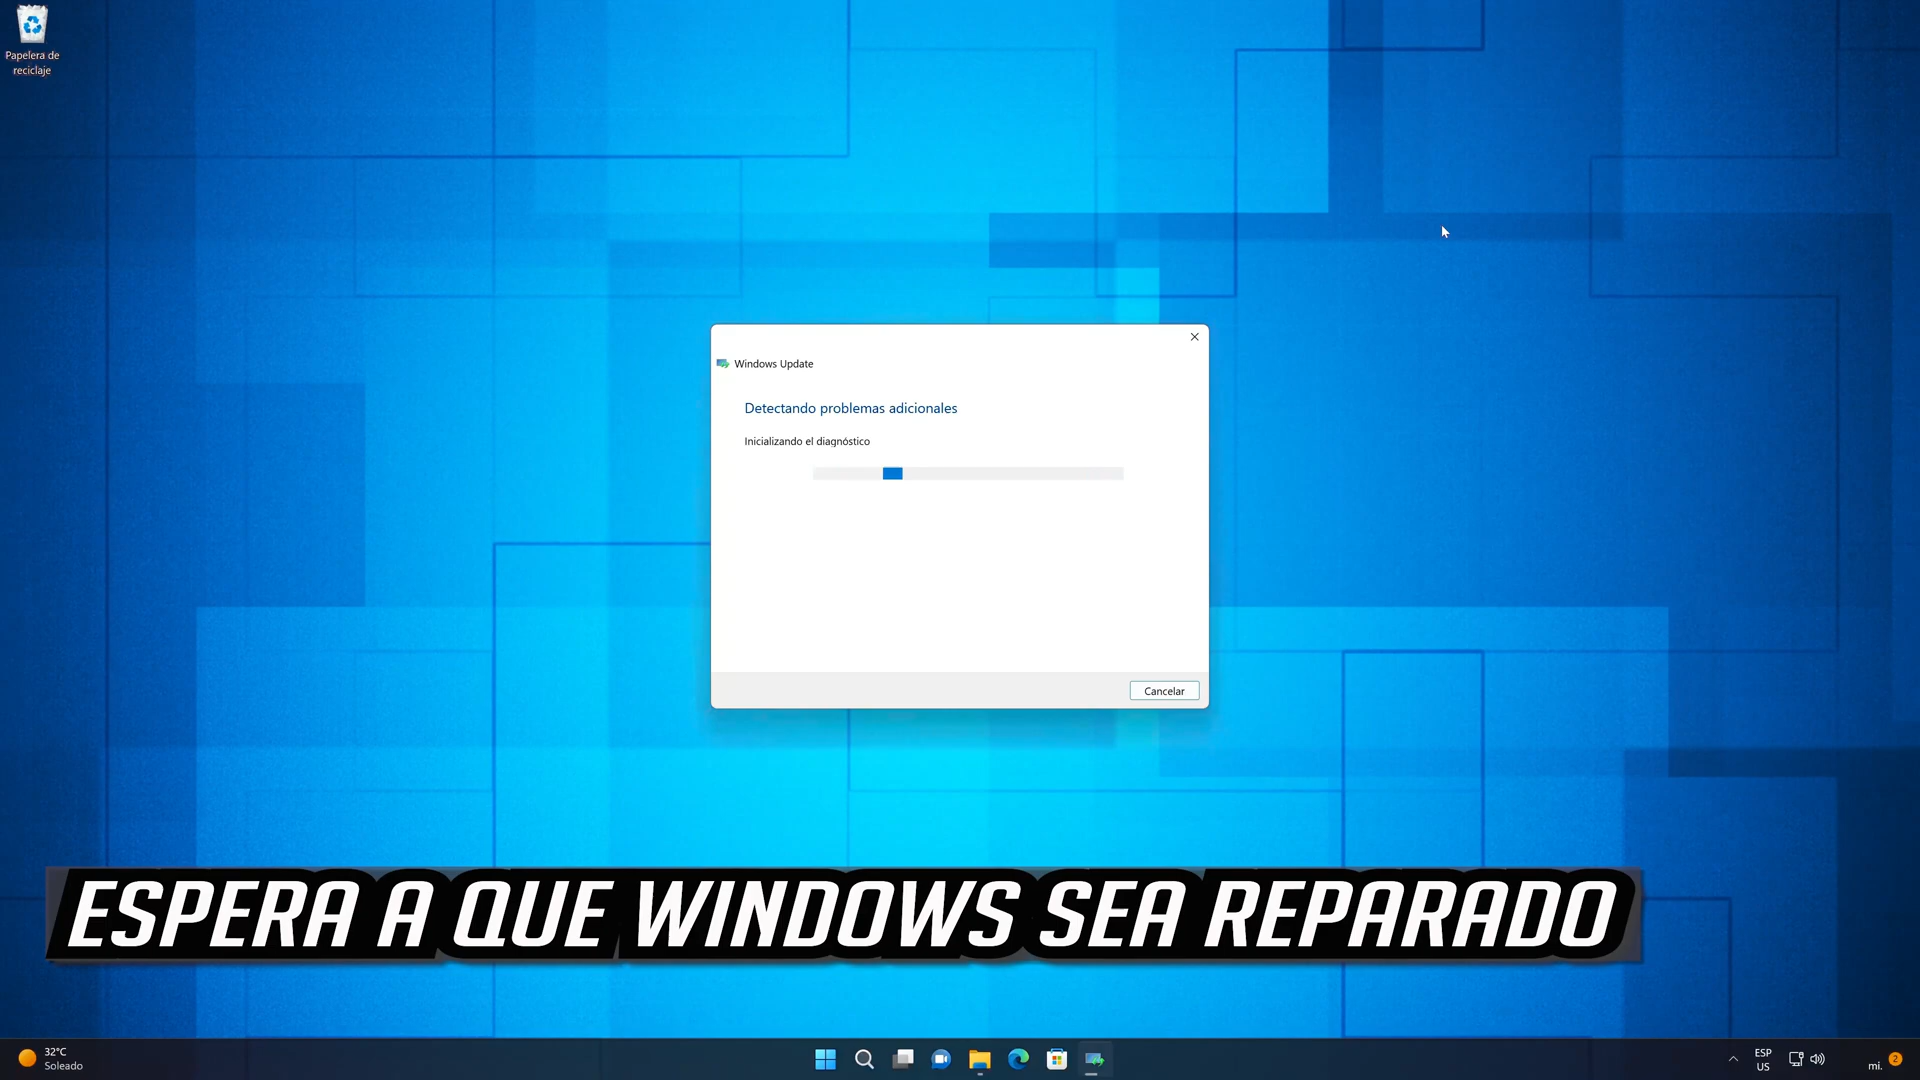 Papelera de
reciclaje
Windows Update
Detectando problemas adicionales
Inicializando el diagnóstico
Cancelar
ESPERA A QUE WINDOWS SEA REPARADO
32°C
Soleado
ESP
US
mi.
2